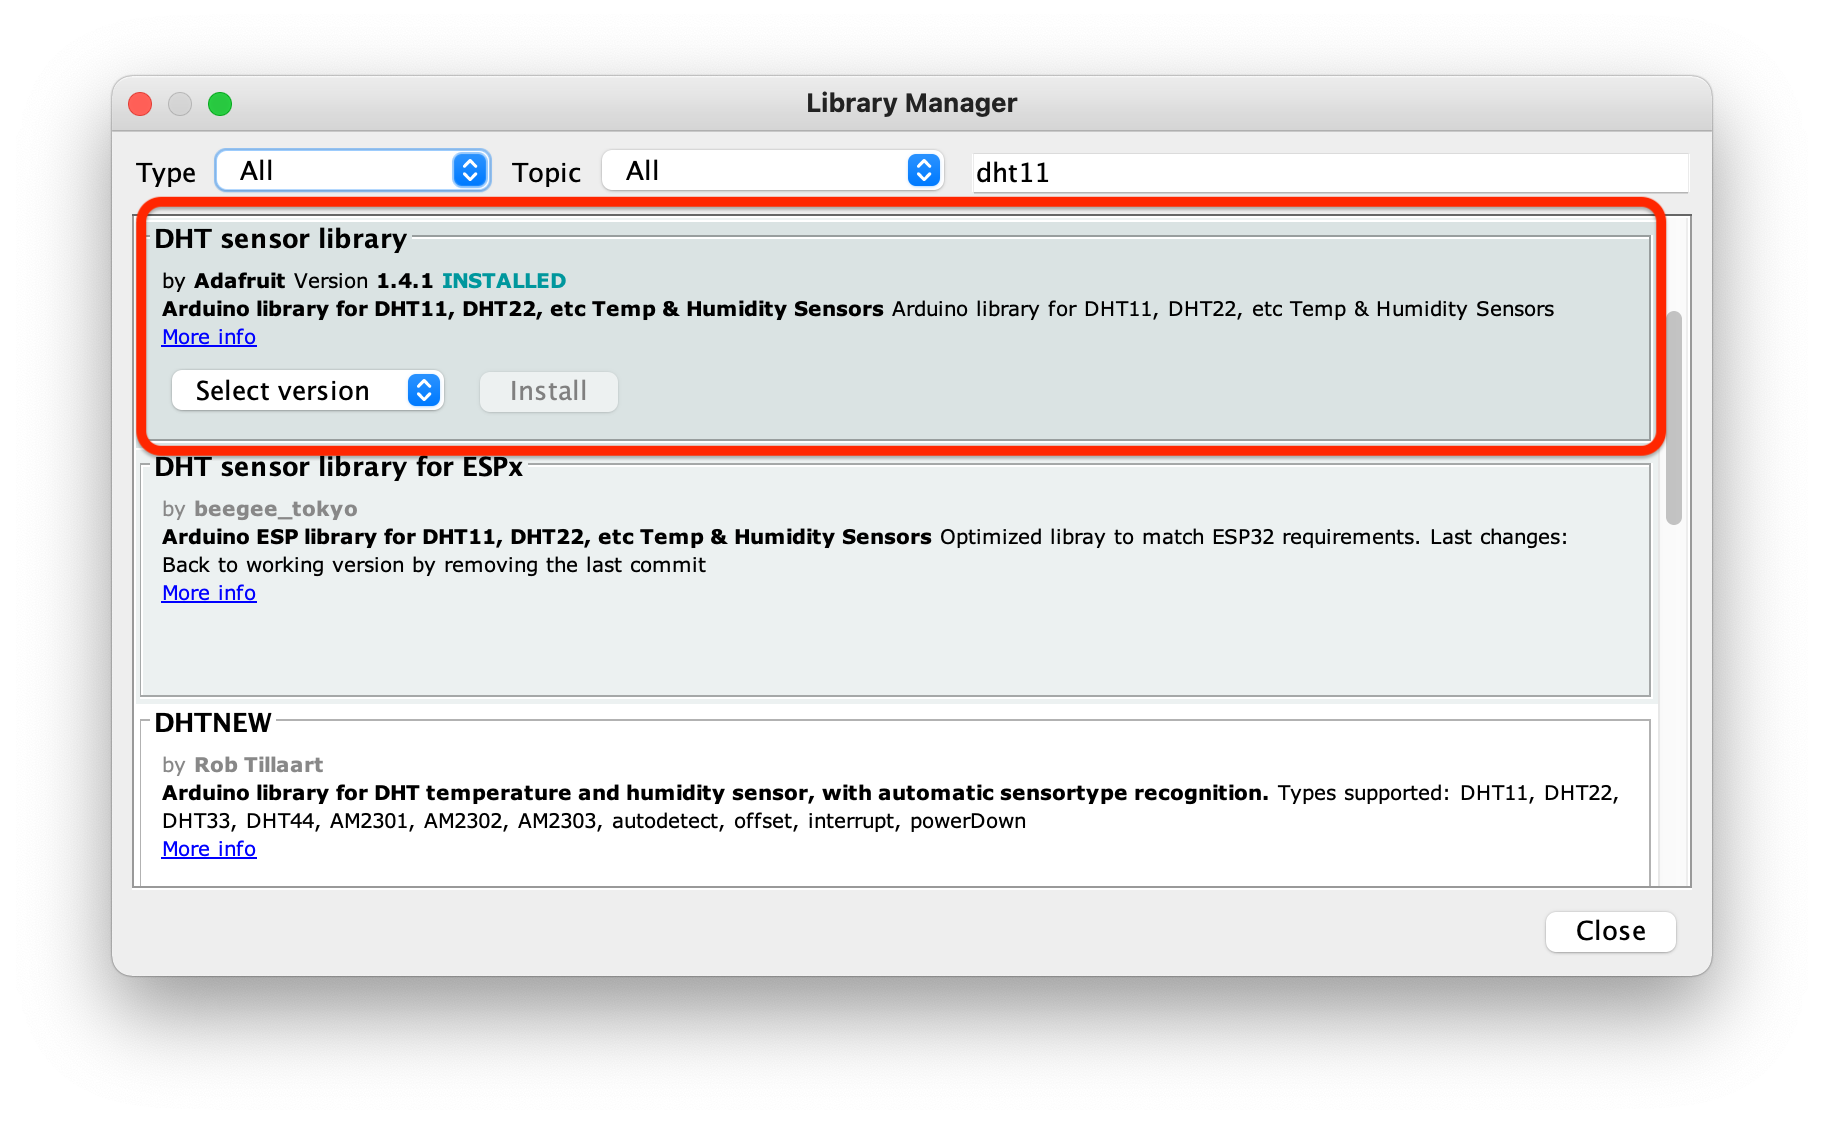 Library Manager
Type All Topic All dht11
DHT sensor library
by Adafruit Version 1.4.1 INSTALLED
Arduino library for DHT11, DHT22, etc Temp & Humidity Sensors Arduino library for DHT11, DHT22, etc Temp & Humidity Sensors
More info
Select version Install
DHT sensor library for ESPx
by beegee_tokyo
Arduino ESP library for DHT11, DHT22, etc Temp & Humidity Sensors Optimized libray to match ESP32 requirements. Last changes:
Back to working version by removing the last commit
More info
DHTNEW
by Rob Tillaart
Arduino library for DHT temperature and humidity sensor, with automatic sensortype recognition. Types supported: DHT11, DHT22,
DHT33, DHT44, AM2301, AM2302, AM2303, autodetect, offset, interrupt, powerDown
More info
Close